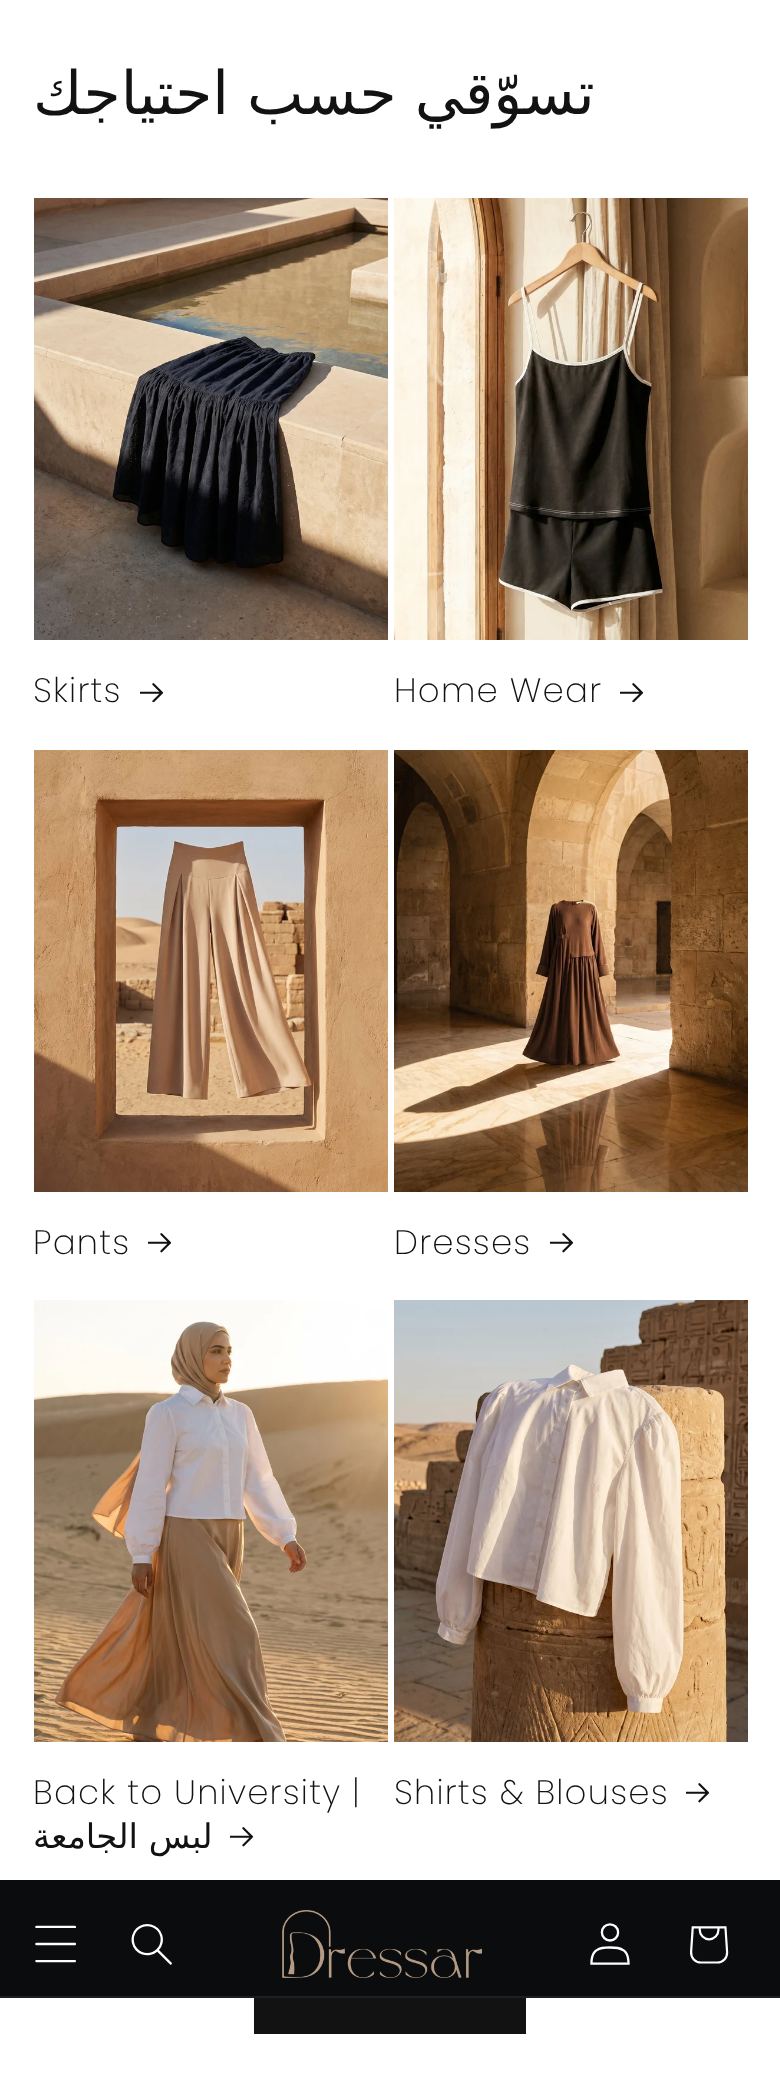 تسوّقي حسب احتياجك
Skirts →
Home Wear →
Pants →
Dresses →
Back to University |
لبس الجامعة →
Shirts & Blouses →
Dressar